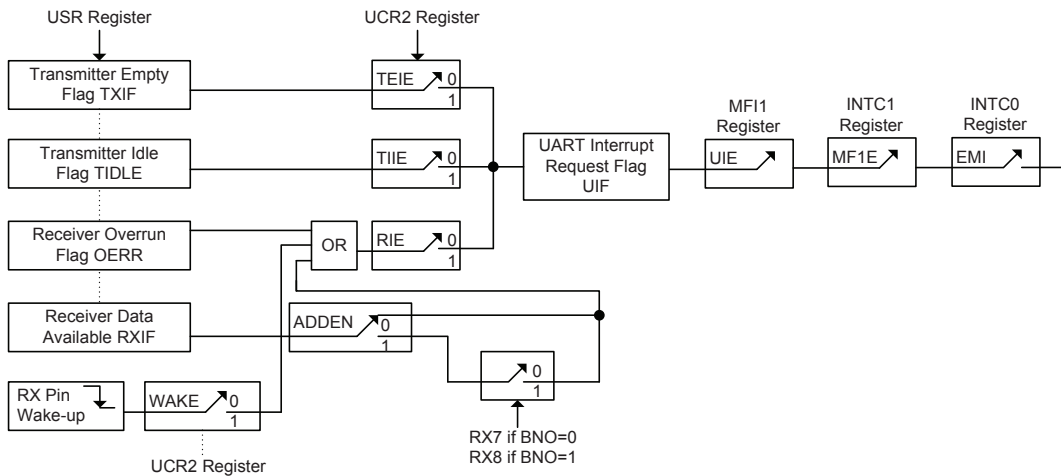 USR Register
UCR2 Register
Transmitter Empty
Flag TXIF
TEIE
0
1
MFI1
Register
INTC1
Register
INTC0
Register
Transmitter Idle
Flag TIDLE
TIIE
0
1
UART Interrupt
Request Flag
UIF
UIE
MF1E
EMI
Receiver Overrun
Flag OERR
OR
RIE
0
1
Receiver Data
Available RXIF
ADDEN
0
1
0
1
RX Pin
Wake-up
WAKE
0
1
RX7 if BNO=0
RX8 if BNO=1
UCR2 Register